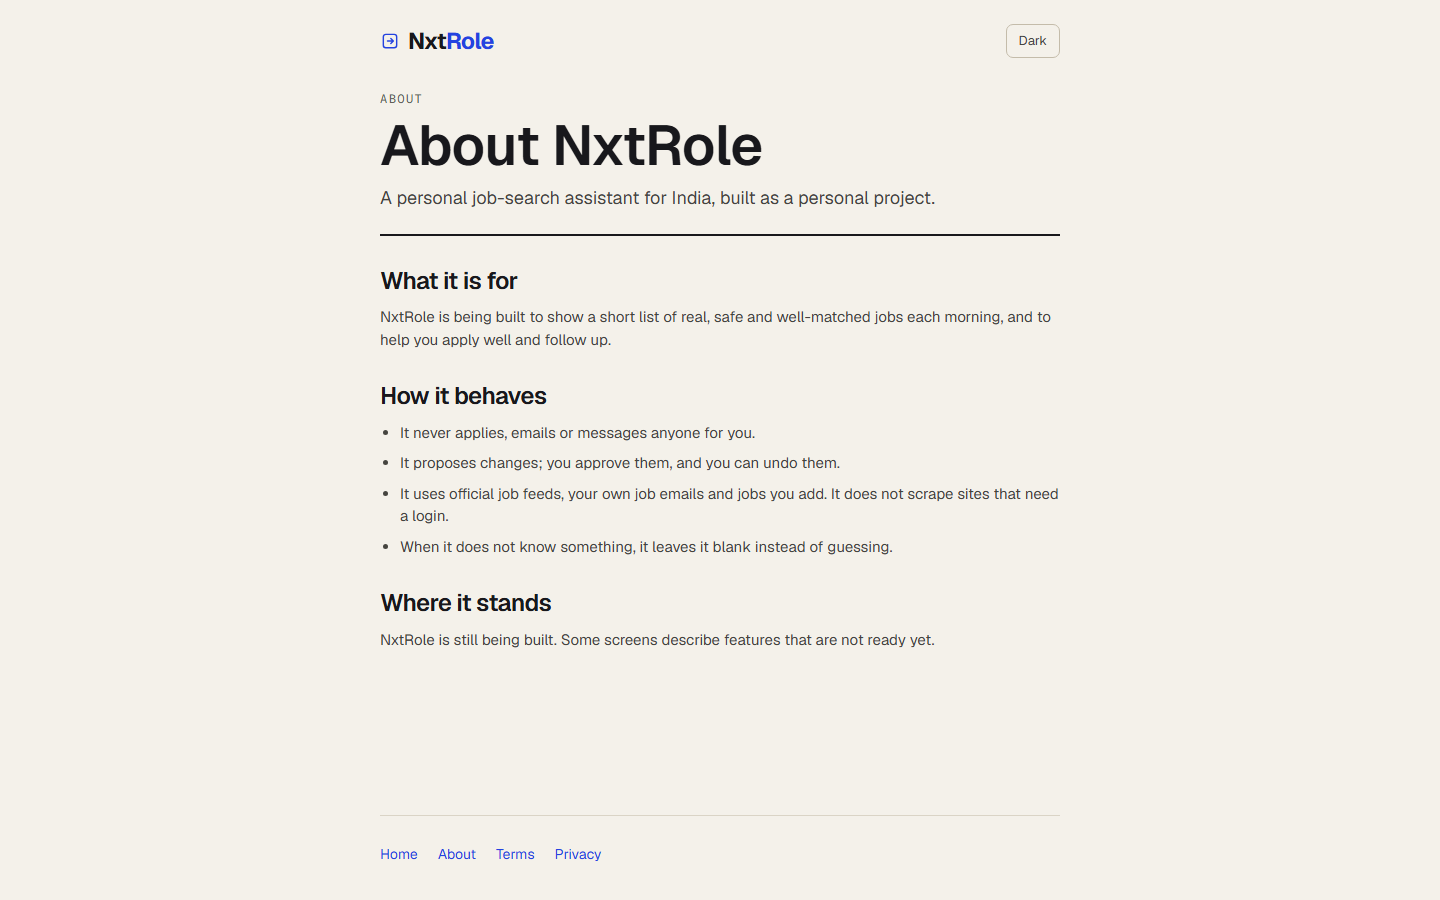 NxtRole
Dark
ABOUT
About NxtRole
A personal job-search assistant for India, built as a personal project.
What it is for
NxtRole is being built to show a short list of real, safe and well-matched jobs each morning, and to
help you apply well and follow up.
How it behaves
• It never applies, emails or messages anyone for you.
• It proposes changes; you approve them, and you can undo them.
• It uses official job feeds, your own job emails and jobs you add. It does not scrape sites that need
a login.
• When it does not know something, it leaves it blank instead of guessing.
Where it stands
NxtRole is still being built. Some screens describe features that are not ready yet.
Home About Terms Privacy